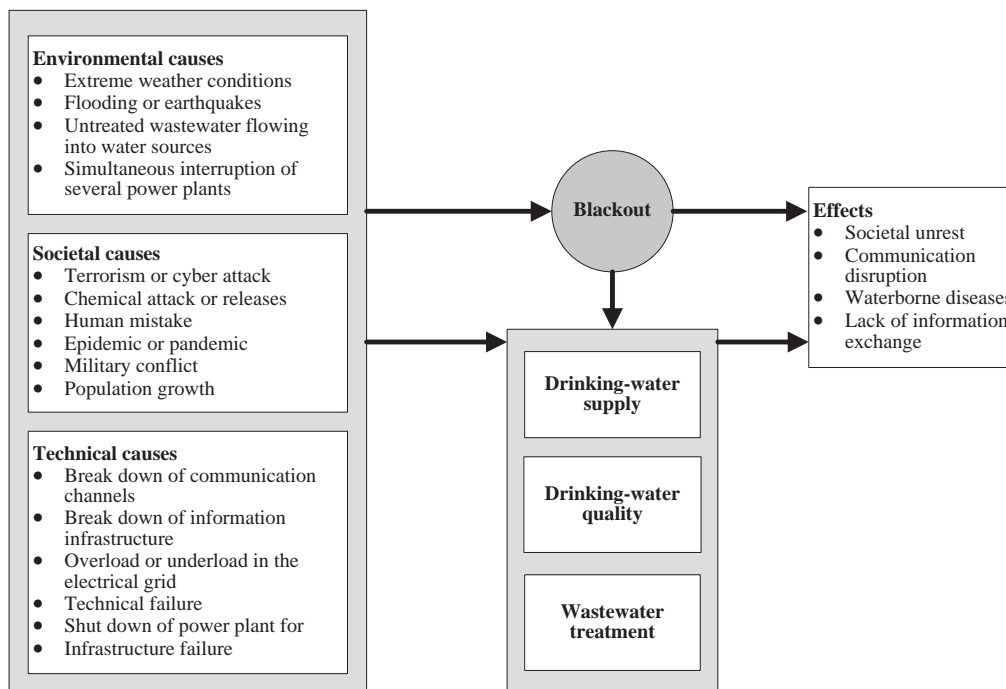 Environmental causes
● Extreme weather conditions
● Flooding or earthquakes
● Untreated wastewater flowing
into water sources
● Simultaneous interruption of
several power plants
Societal causes
● Terrorism or cyber attack
● Chemical attack or releases
● Human mistake
● Epidemic or pandemic
● Military conflict
● Population growth
Technical causes
● Break down of communication
channels
● Break down of information
infrastructure
● Overload or underload in the
electrical grid
● Technical failure
● Shut down of power plant for
● Infrastructure failure
Blackout
Drinking-water
supply
Drinking-water
quality
Wastewater
treatment
Effects
● Societal unrest
● Communication
disruption
● Waterborne diseases
● Lack of information
exchange